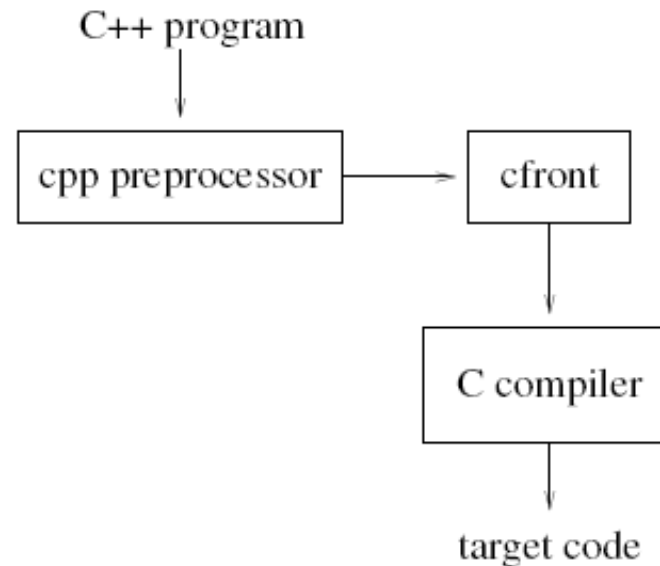 C++ program
cpp preprocessor
cfront
C compiler
target code